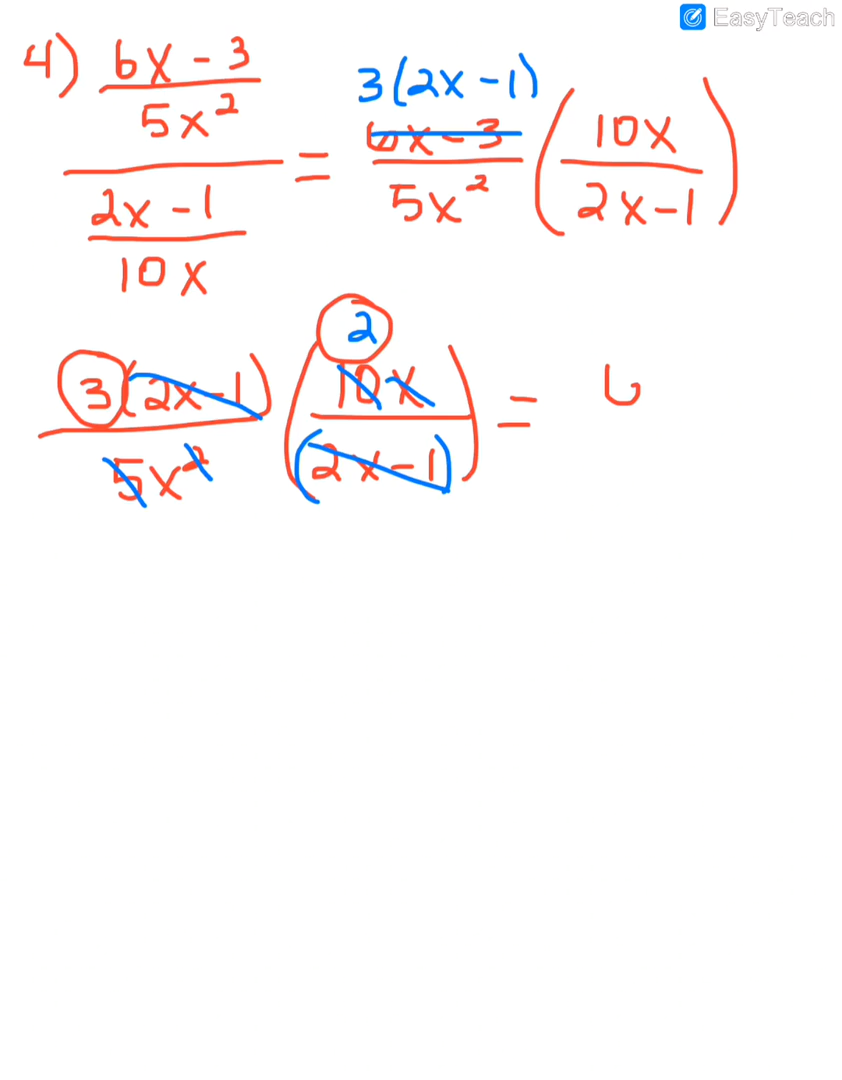 EasyTeach
4) (6x - 3)/(5x²) / (2x - 1)/(10x) = 3(2x - 1) 6x - 3/(5x²) (10x/(2x - 1))
3(2x - 1)/(5x²) (2 10x/(2x - 1)) = 6